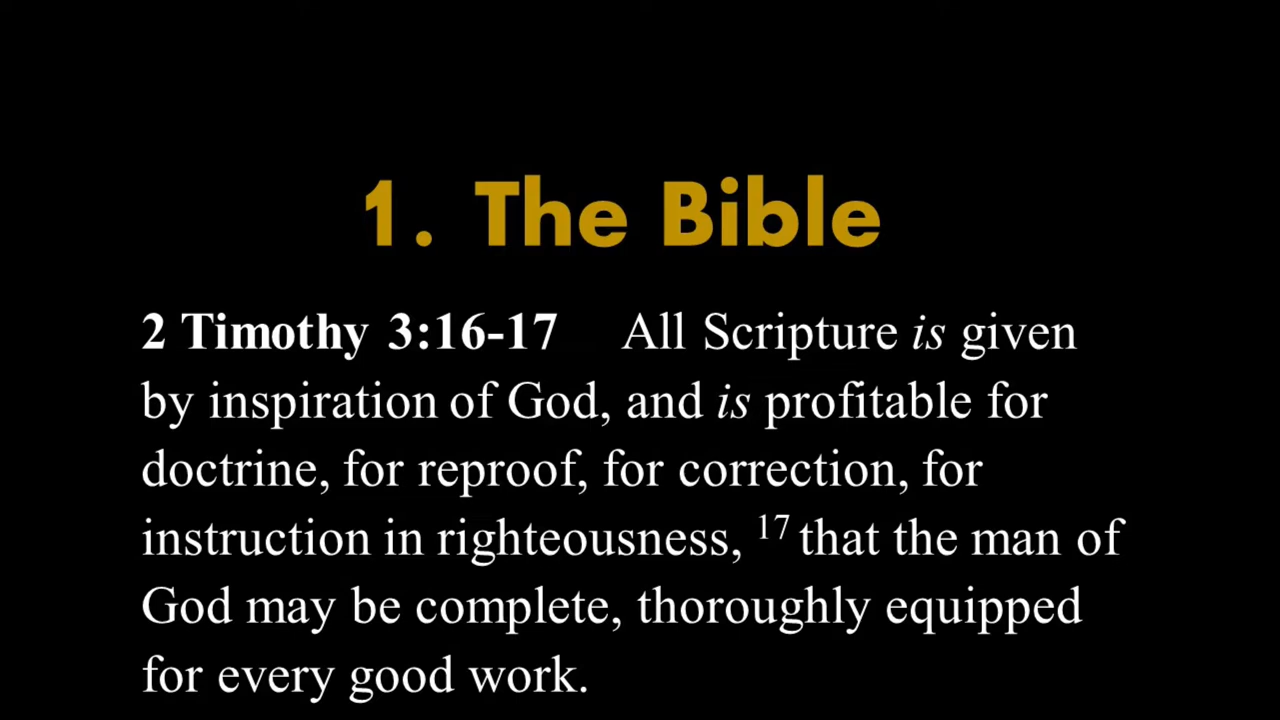 1. The Bible
2 Timothy 3:16-17 All Scripture is given
by inspiration of God, and is profitable for
doctrine, for reproof, for correction, for
instruction in righteousness, 17 that the man of
God may be complete, thoroughly equipped
for every good work.